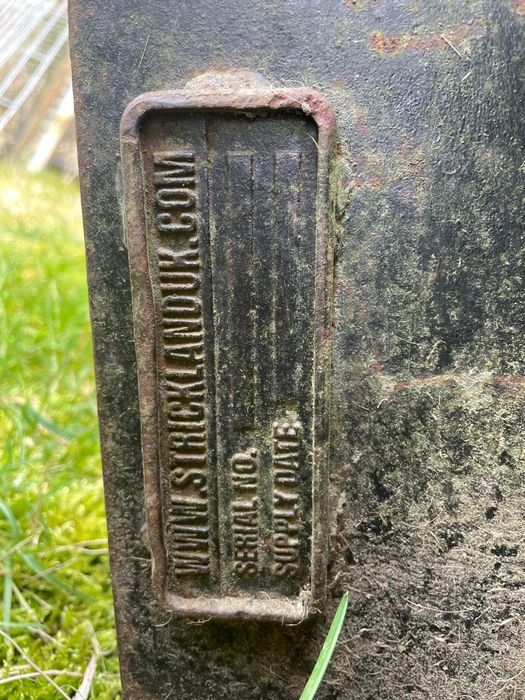 WWW.STRICKLANDUK.COM
SERIAL NO.
SUPPLY DATE: